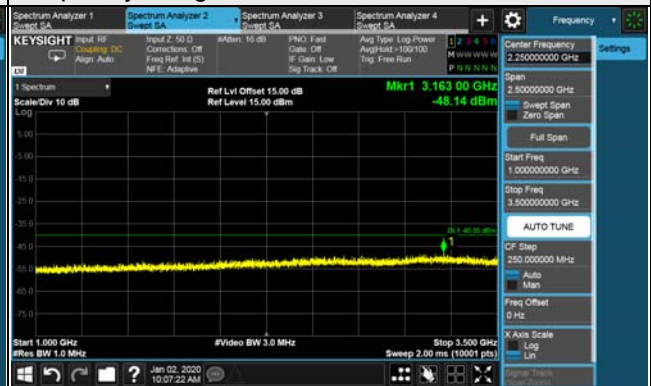 Spectrum Analyzer 1
Swept SA
Spectrum Analyzer 2
Swept SA
Spectrum Analyzer 3
Swept SA
Spectrum Analyzer 4
Swept SA
+
Frequency
KEYSIGHT
Input: RF
Coupling: DC
Align: Auto
Input Z: 50 Ω
Corrections: Off
Freq Ref: Int (S)
NFE: Adaptive
#Atten: 16 dB
PNO: Fast
Gate: Off
IF Gain: Low
Sig Track: Off
Avg Type: Log-Power
Avg|Hold:>100/100
Trig: Free Run
1 2 3 4 5 6
M W W W W W
P N N N N N
LXI
1 Spectrum
Scale/Div 10 dB
Log
Ref Lvl Offset 15.00 dB
Ref Level 15.00 dBm
Mkr1 3.163 00 GHz
-48.14 dBm
5.00
-5.00
-15.0
-25.0
-35.0
-45.0
-55.0
-65.0
-75.0
1
Start 1.000 GHz
#Res BW 1.0 MHz
#Video BW 3.0 MHz
Stop 3.500 GHz
Sweep 2.00 ms (10001 pts)
Center Frequency
2.250000000 GHz
Settings
Span
2.50000000 GHz
Swept Span
Zero Span
Full Span
Start Freq
1.000000000 GHz
Stop Freq
3.500000000 GHz
AUTO TUNE
CF Step
250.000000 MHz
Auto
Man
Freq Offset
0 Hz
X Axis Scale
Log
Lin
Signal Track
?
Jan 02, 2020
10:07:22 AM